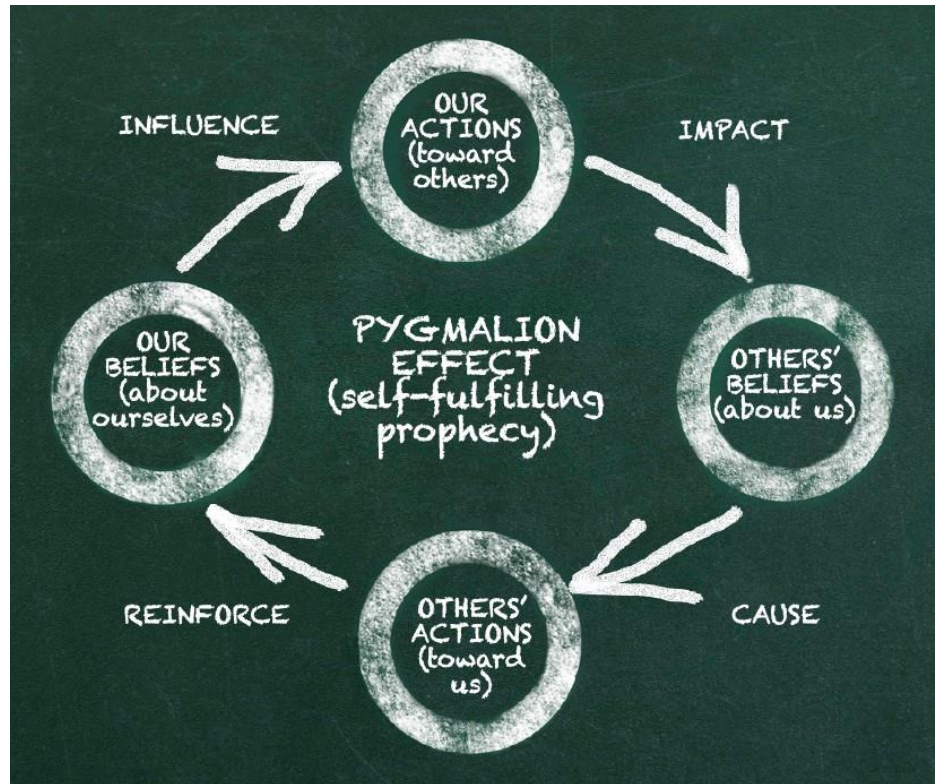 INFLUENCE
OUR
ACTIONS
(toward
others)
IMPACT
OUR
BELIEFS
(about
ourselves)
PYGMALION
EFFECT
(self-fulfilling
prophecy)
OTHERS'
BELIEFS
(about us)
REINFORCE
OTHERS'
ACTIONS
(toward
us)
CAUSE